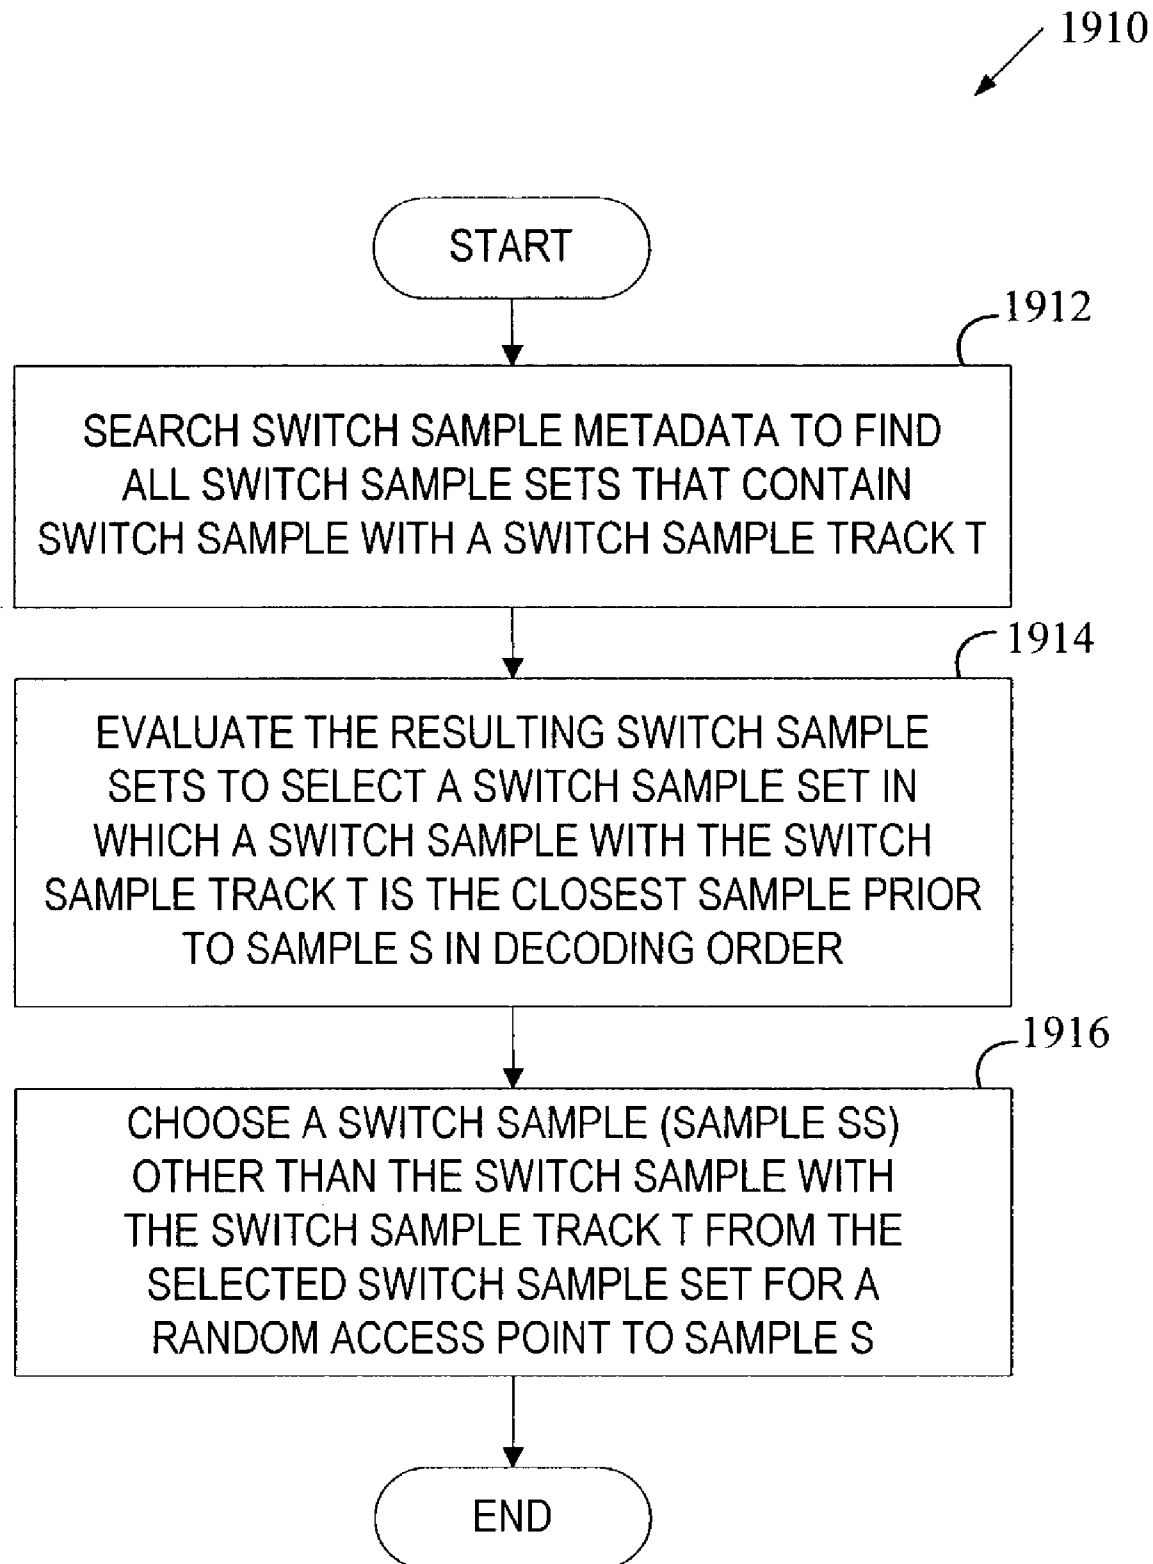 1910
START
1912
SEARCH SWITCH SAMPLE METADATA TO FIND
ALL SWITCH SAMPLE SETS THAT CONTAIN
SWITCH SAMPLE WITH A SWITCH SAMPLE TRACK T
1914
EVALUATE THE RESULTING SWITCH SAMPLE
SETS TO SELECT A SWITCH SAMPLE SET IN
WHICH A SWITCH SAMPLE WITH THE SWITCH
SAMPLE TRACK T IS THE CLOSEST SAMPLE PRIOR
TO SAMPLE S IN DECODING ORDER
1916
CHOOSE A SWITCH SAMPLE (SAMPLE SS)
OTHER THAN THE SWITCH SAMPLE WITH
THE SWITCH SAMPLE TRACK T FROM THE
SELECTED SWITCH SAMPLE SET FOR A
RANDOM ACCESS POINT TO SAMPLE S
END